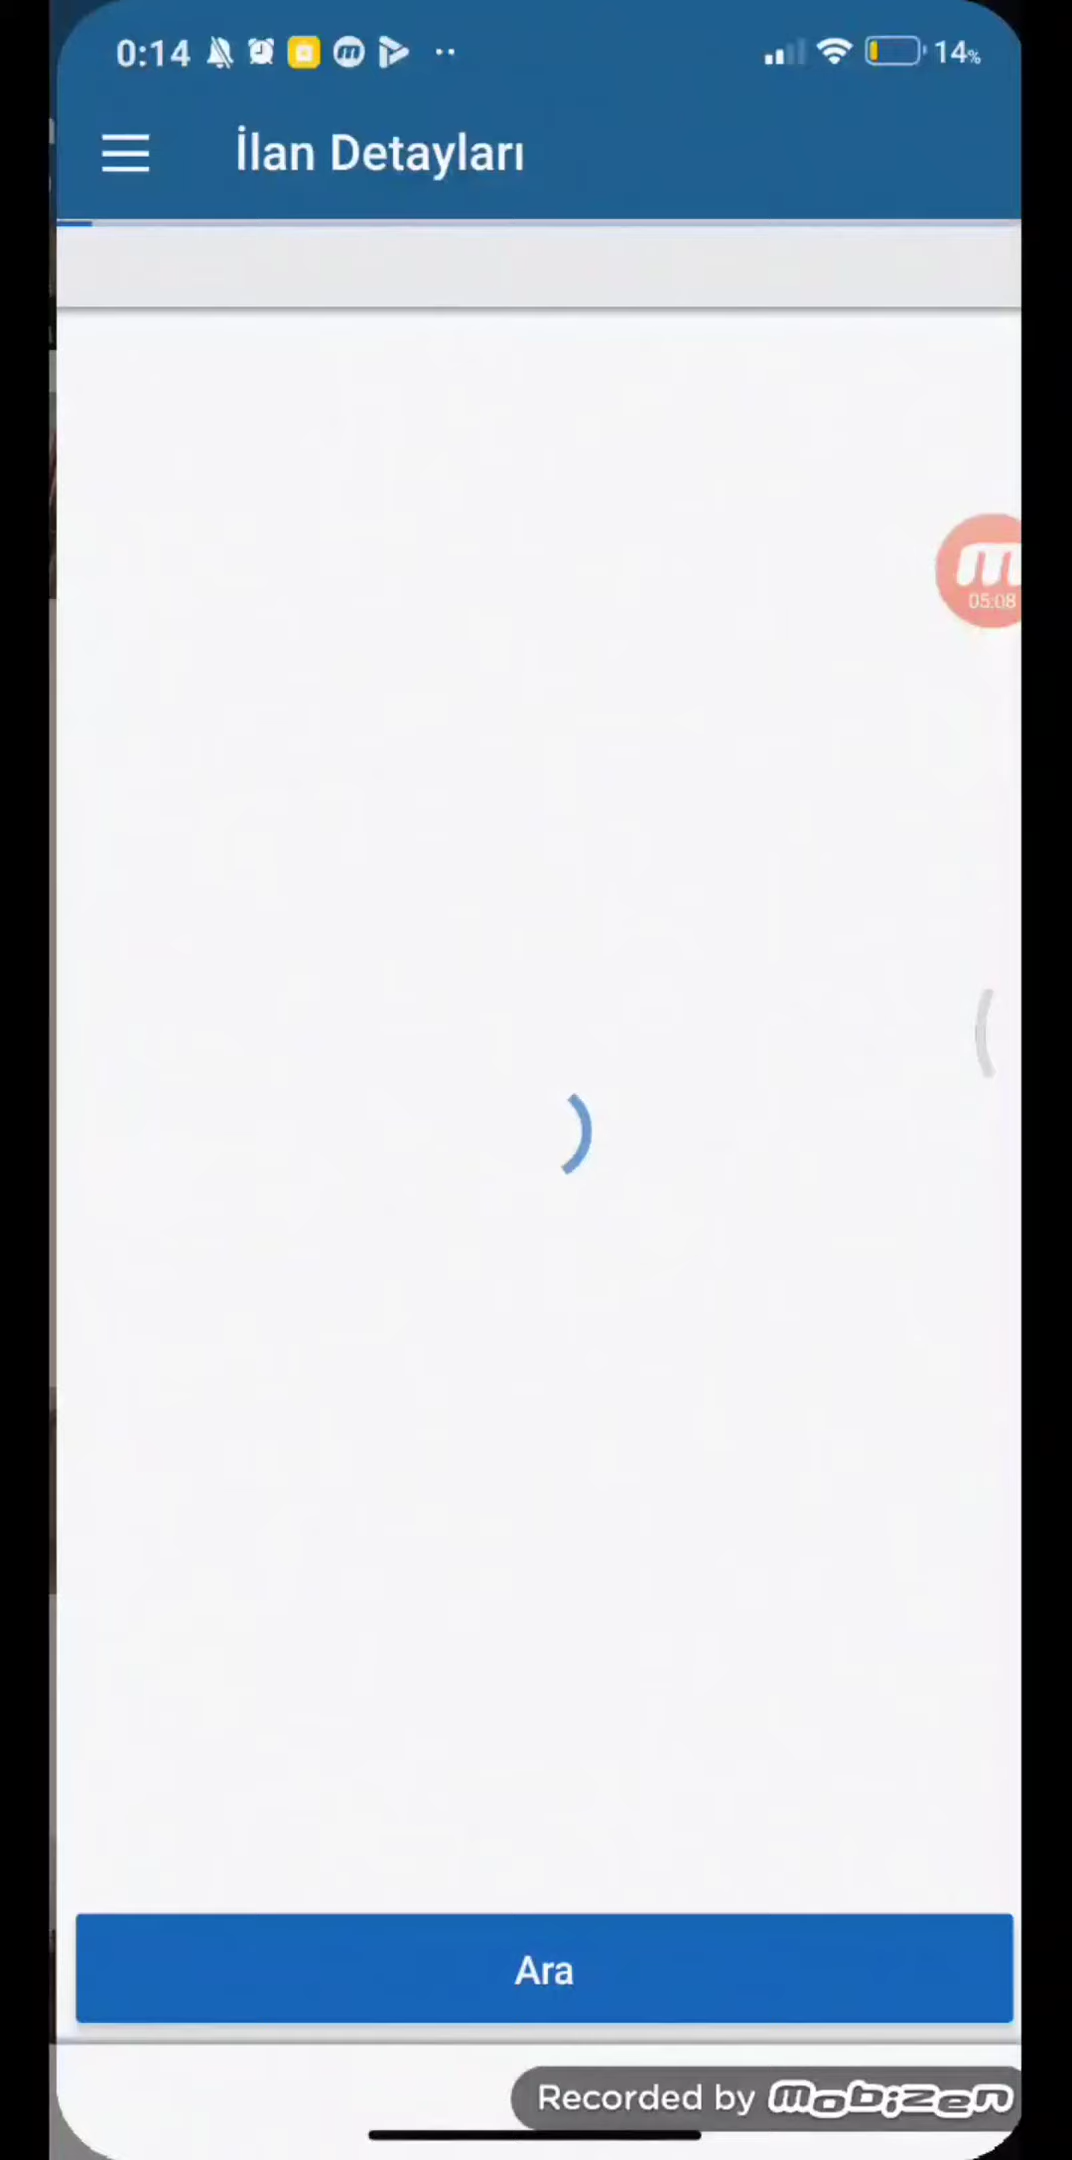 0:14 14%
İlan Detayları
m
05:08
Ara
Recorded by mobizen